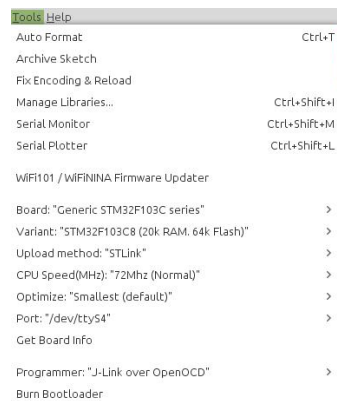 Tools Help
Auto Format Ctrl+T
Archive Sketch
Fix Encoding & Reload
Manage Libraries... Ctrl+Shift+I
Serial Monitor Ctrl+Shift+M
Serial Plotter Ctrl+Shift+L
WiFi101 / WiFiNINA Firmware Updater
Board: "Generic STM32F103C series"
Variant: "STM32F103C8 (20k RAM. 64k Flash)"
Upload method: "STLink"
CPU Speed(MHz): "72Mhz (Normal)"
Optimize: "Smallest (default)"
Port: "/dev/ttyS4"
Get Board Info
Programmer: "J-Link over OpenOCD"
Burn Bootloader